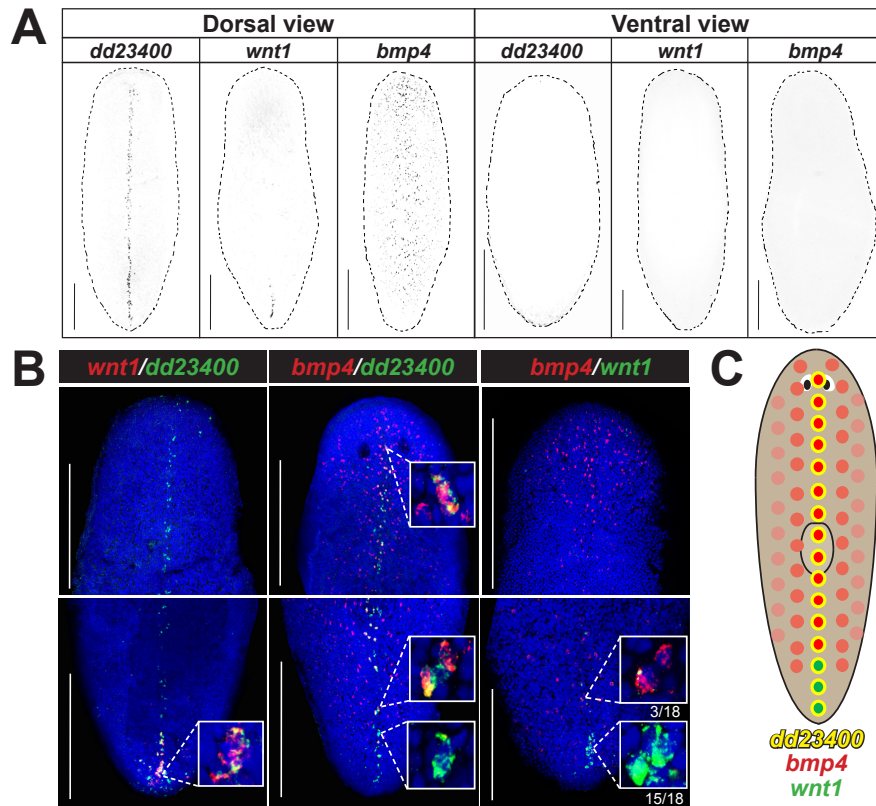 A
Dorsal view Ventral view
dd23400 wnt1 bmp4 dd23400 wnt1 bmp4
B
wnt1/dd23400 bmp4/dd23400 bmp4/wnt1
C
3/18
15/18
dd23400
bmp4
wnt1